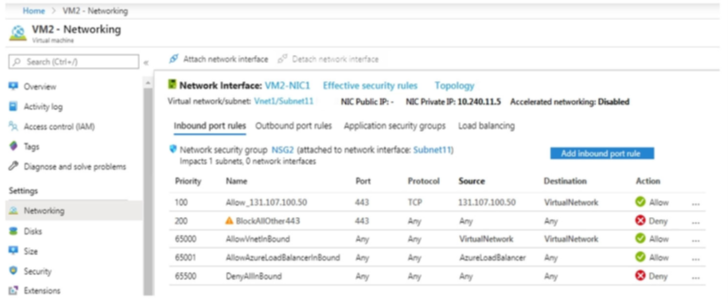 Home > VM2 - Networking
VM2 - Networking
Virtual machine
Search (Ctrl+/)
«
Attach network interface Detach network interface
Overview
Activity log
Access control (IAM)
Tags
Diagnose and solve problems
Settings
Networking
Disks
Size
Security
Extensions
Network Interface: VM2-NIC1 Effective security rules Topology
Virtual network/subnet: Vnet1/Subnet11 NIC Public IP: - NIC Private IP: 10.240.11.5 Accelerated networking: Disabled
Inbound port rules Outbound port rules Application security groups Load balancing
Network security group NSG2 (attached to network interface: Subnet11)
Impacts 1 subnets, 0 network interfaces
Add inbound port rule
Priority Name Port Protocol Source Destination Action
100 Allow_131.107.100.50 443 TCP 131.107.100.50 VirtualNetwork Allow ...
200 BlockAllOther443 443 Any Any Any Deny ...
65000 AllowVnetInBound Any Any VirtualNetwork VirtualNetwork Allow ...
65001 AllowAzureLoadBalancerInBound Any Any AzureLoadBalancer Any Allow ...
65500 DenyAllInBound Any Any Any Any Deny ...